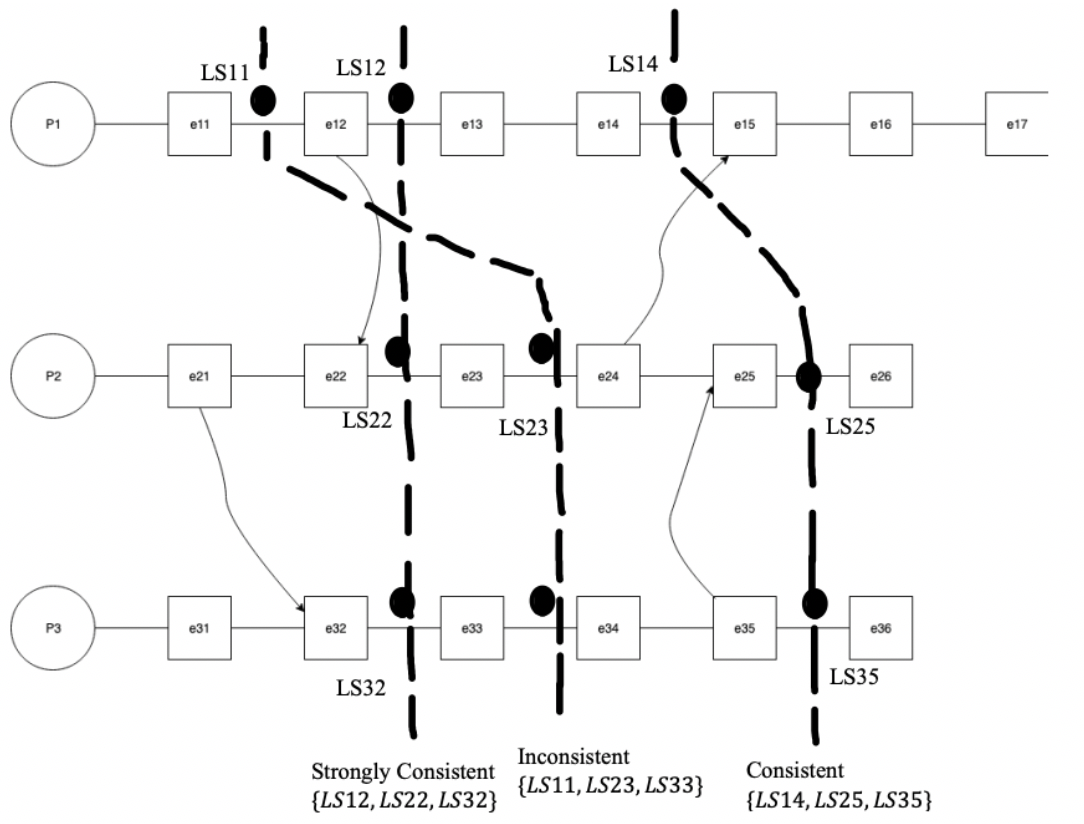 LS11
LS12
LS14
P1
e11
e12
e13
e14
e15
e16
e17
P2
e21
e22
e23
e24
e25
e26
LS22
LS23
LS25
P3
e31
e32
e33
e34
e35
e36
LS32
LS35
Strongly Consistent
{LS12, LS22, LS32}
Inconsistent
{LS11, LS23, LS33}
Consistent
{LS14, LS25, LS35}